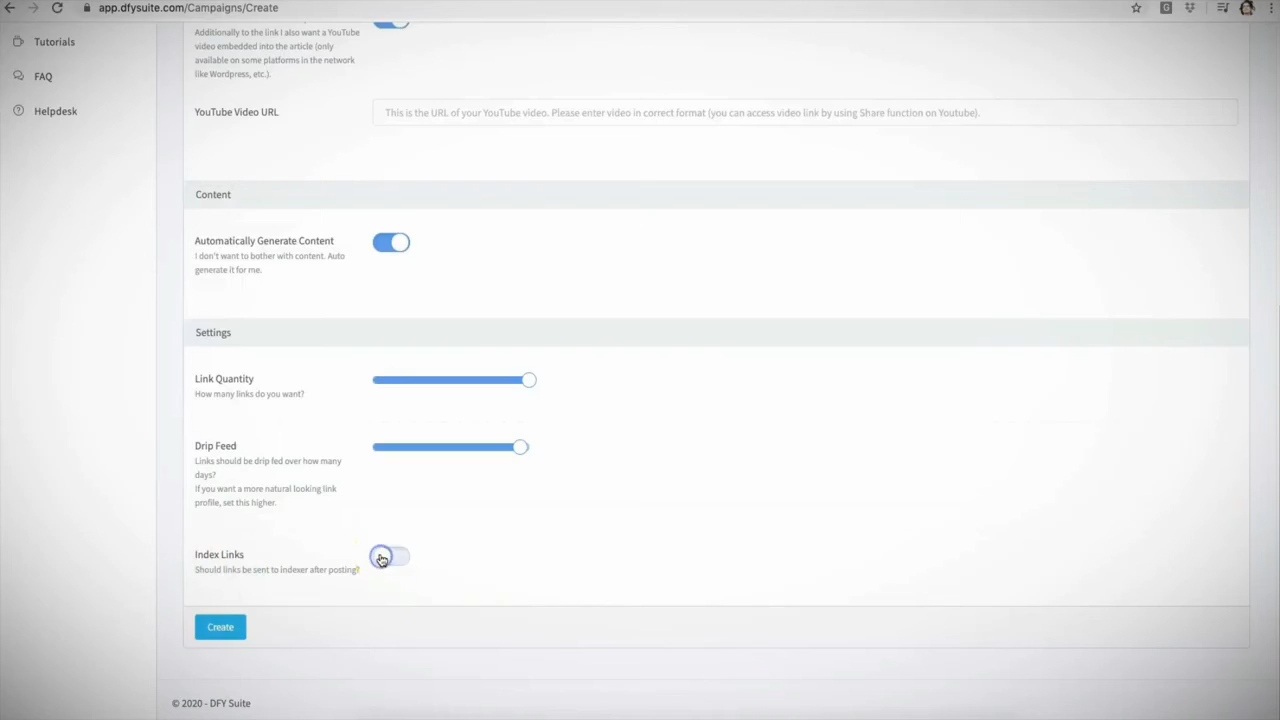 app.dfysuite.com/Campaigns/Create
Tutorials
FAQ
Helpdesk
Additionally to the link I also want a YouTube
video embedded into the article (only
available on some platforms in the network
like Wordpress, etc.).
YouTube Video URL
This is the URL of your YouTube video. Please enter video in correct format (you can access video link by using Share function on Youtube).
Content
Automatically Generate Content
I don't want to bother with content. Auto
generate it for me.
Settings
Link Quantity
How many links do you want?
Drip Feed
Links should be drip fed over how many
days?
If you want a more natural looking link
profile, set this higher.
Index Links
Should links be sent to indexer after posting?
Create
© 2020 - DFY Suite